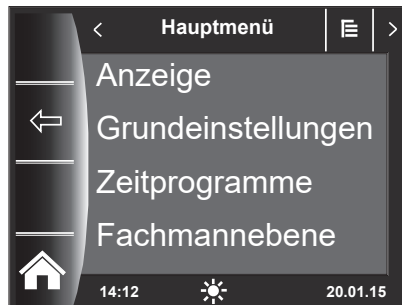 < Hauptmenü >
Anzeige
Grundeinstellungen
Zeitprogramme
Fachmannebene
14:12 20.01.15